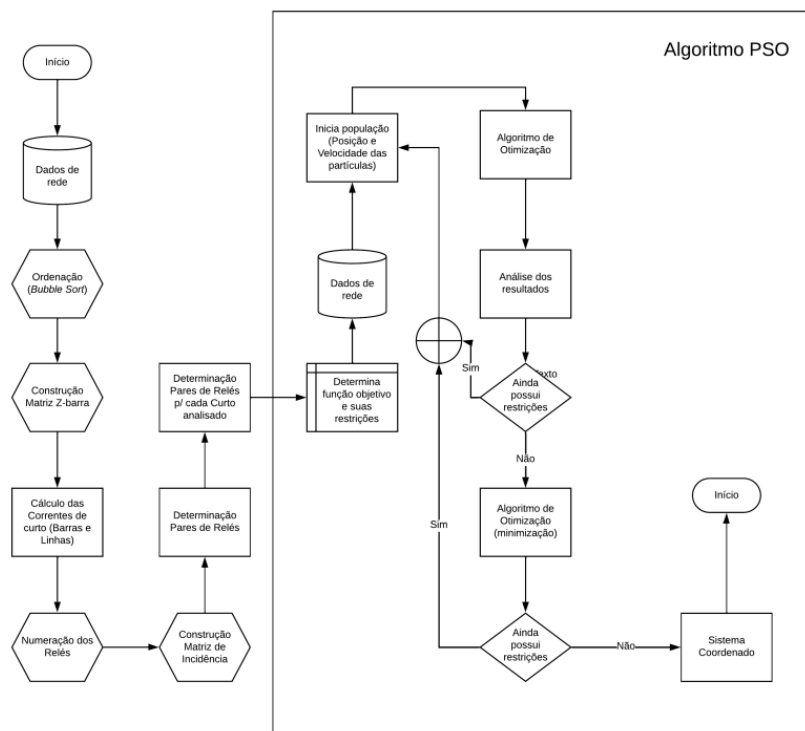 Algoritmo PSO
Início
Dados de
rede
Ordenação
(Bubble Sort)
Construção
Matriz Z-barra
Cálculo das
Correntes de
curto (Barras e
Linhas)
Numeração dos
Relés
Construção
Matriz de
Incidência
Determinação
Pares de Relés
Determinação
Pares de Relés
p/ cada Curto
analisado
Determina
função objetivo
e suas
restrições
Dados de
rede
Inicia população
(Posição e
Velocidade das
partículas)
Algoritmo de
Otimização
Análise dos
resultados
Texto
Ainda
possui
restrições
Sim
Não
Algoritmo de
Otimização
(minimização)
Ainda
possui
restrições
Sim
Não
Sistema
Coordenado
Início